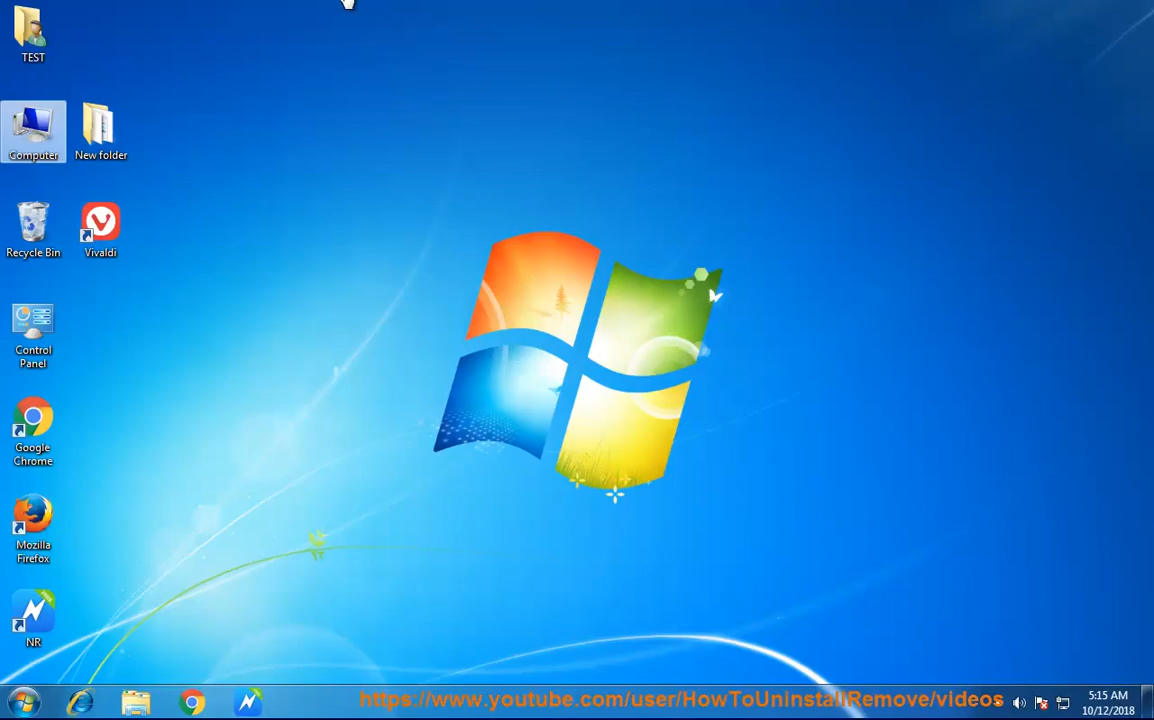 TEST
Computer
New folder
Recycle Bin
Vivaldi
Control
Panel
Google
Chrome
Mozilla
Firefox
NR
https://www.youtube.com/user/HowToUninstallRemove/videos
5:15 AM
10/12/2018